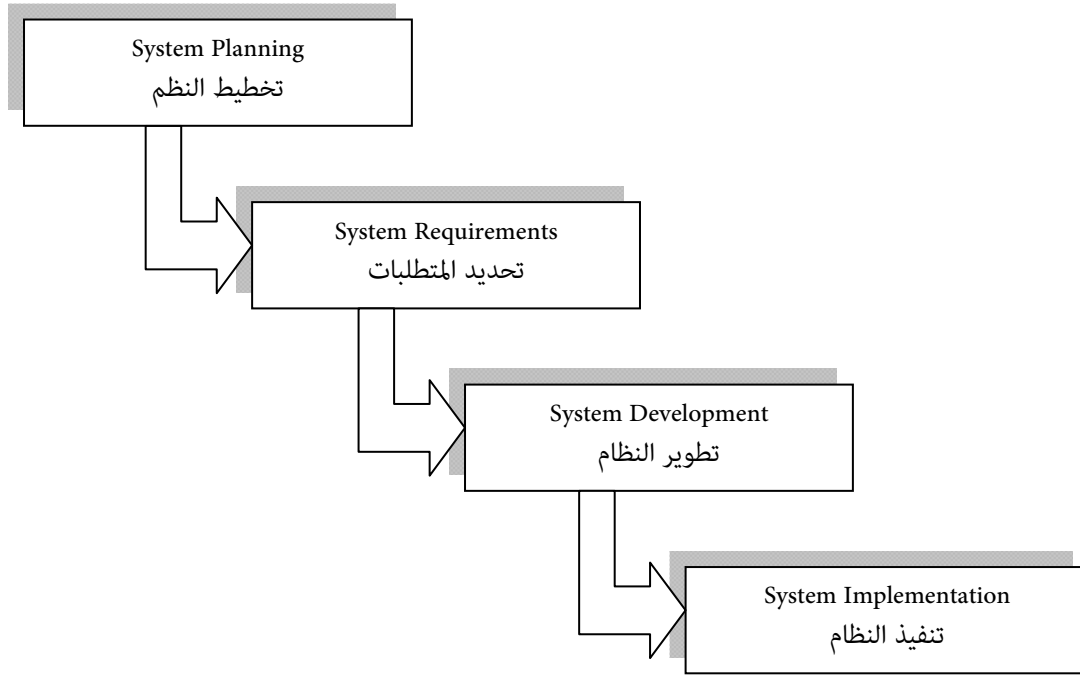 System Planning
تخطيط النظم
System Requirements
تحديد المتطلبات
System Development
تطوير النظام
System Implementation
تنفيذ النظام